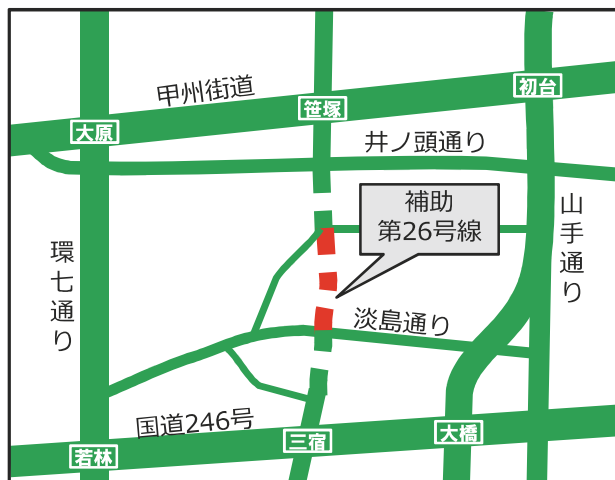 甲州街道
初台
笹塚
大原
井ノ頭通り
補助
第26号線
山手通り
環七通り
淡島通り
国道246号
三宿
大橋
若林